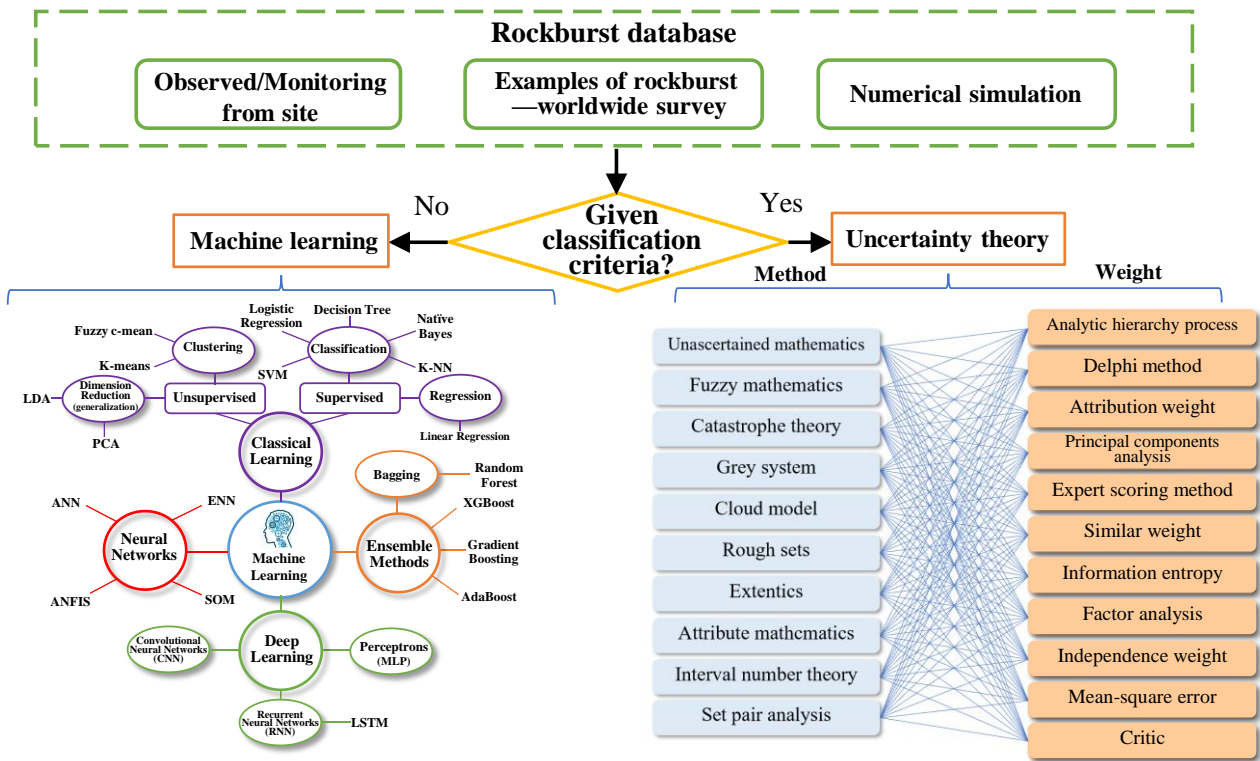 Rockburst database
Observed/Monitoring
from site
Examples of rockburst
—worldwide survey
Numerical simulation
No
Given
classification
criteria?
Yes
Machine learning
Uncertainty theory
Method
Weight
Fuzzy c-mean
K-means
Clustering
Logistic
Regression
Decision Tree
Natïve
Bayes
Classification
SVM
K-NN
LDA
Dimension
Reduction
(generalization)
PCA
Unsupervised
Supervised
Regression
Linear Regression
Classical
Learning
Bagging
Random
Forest
XGBoost
Gradient
Boosting
AdaBoost
Ensemble
Methods
Machine
Learning
ANN
ENN
Neural
Networks
ANFIS
SOM
Deep
Learning
Convolutional
Neural Networks
(CNN)
Perceptrons
(MLP)
Recurrent
Neural Networks
(RNN)
LSTM
Unascertained mathematics
Fuzzy mathematics
Catastrophe theory
Grey system
Cloud model
Rough sets
Extentics
Attribute mathcmatics
Interval number theory
Set pair analysis
Analytic hierarchy process
Delphi method
Attribution weight
Principal components
analysis
Expert scoring method
Similar weight
Information entropy
Factor analysis
Independence weight
Mean-square error
Critic